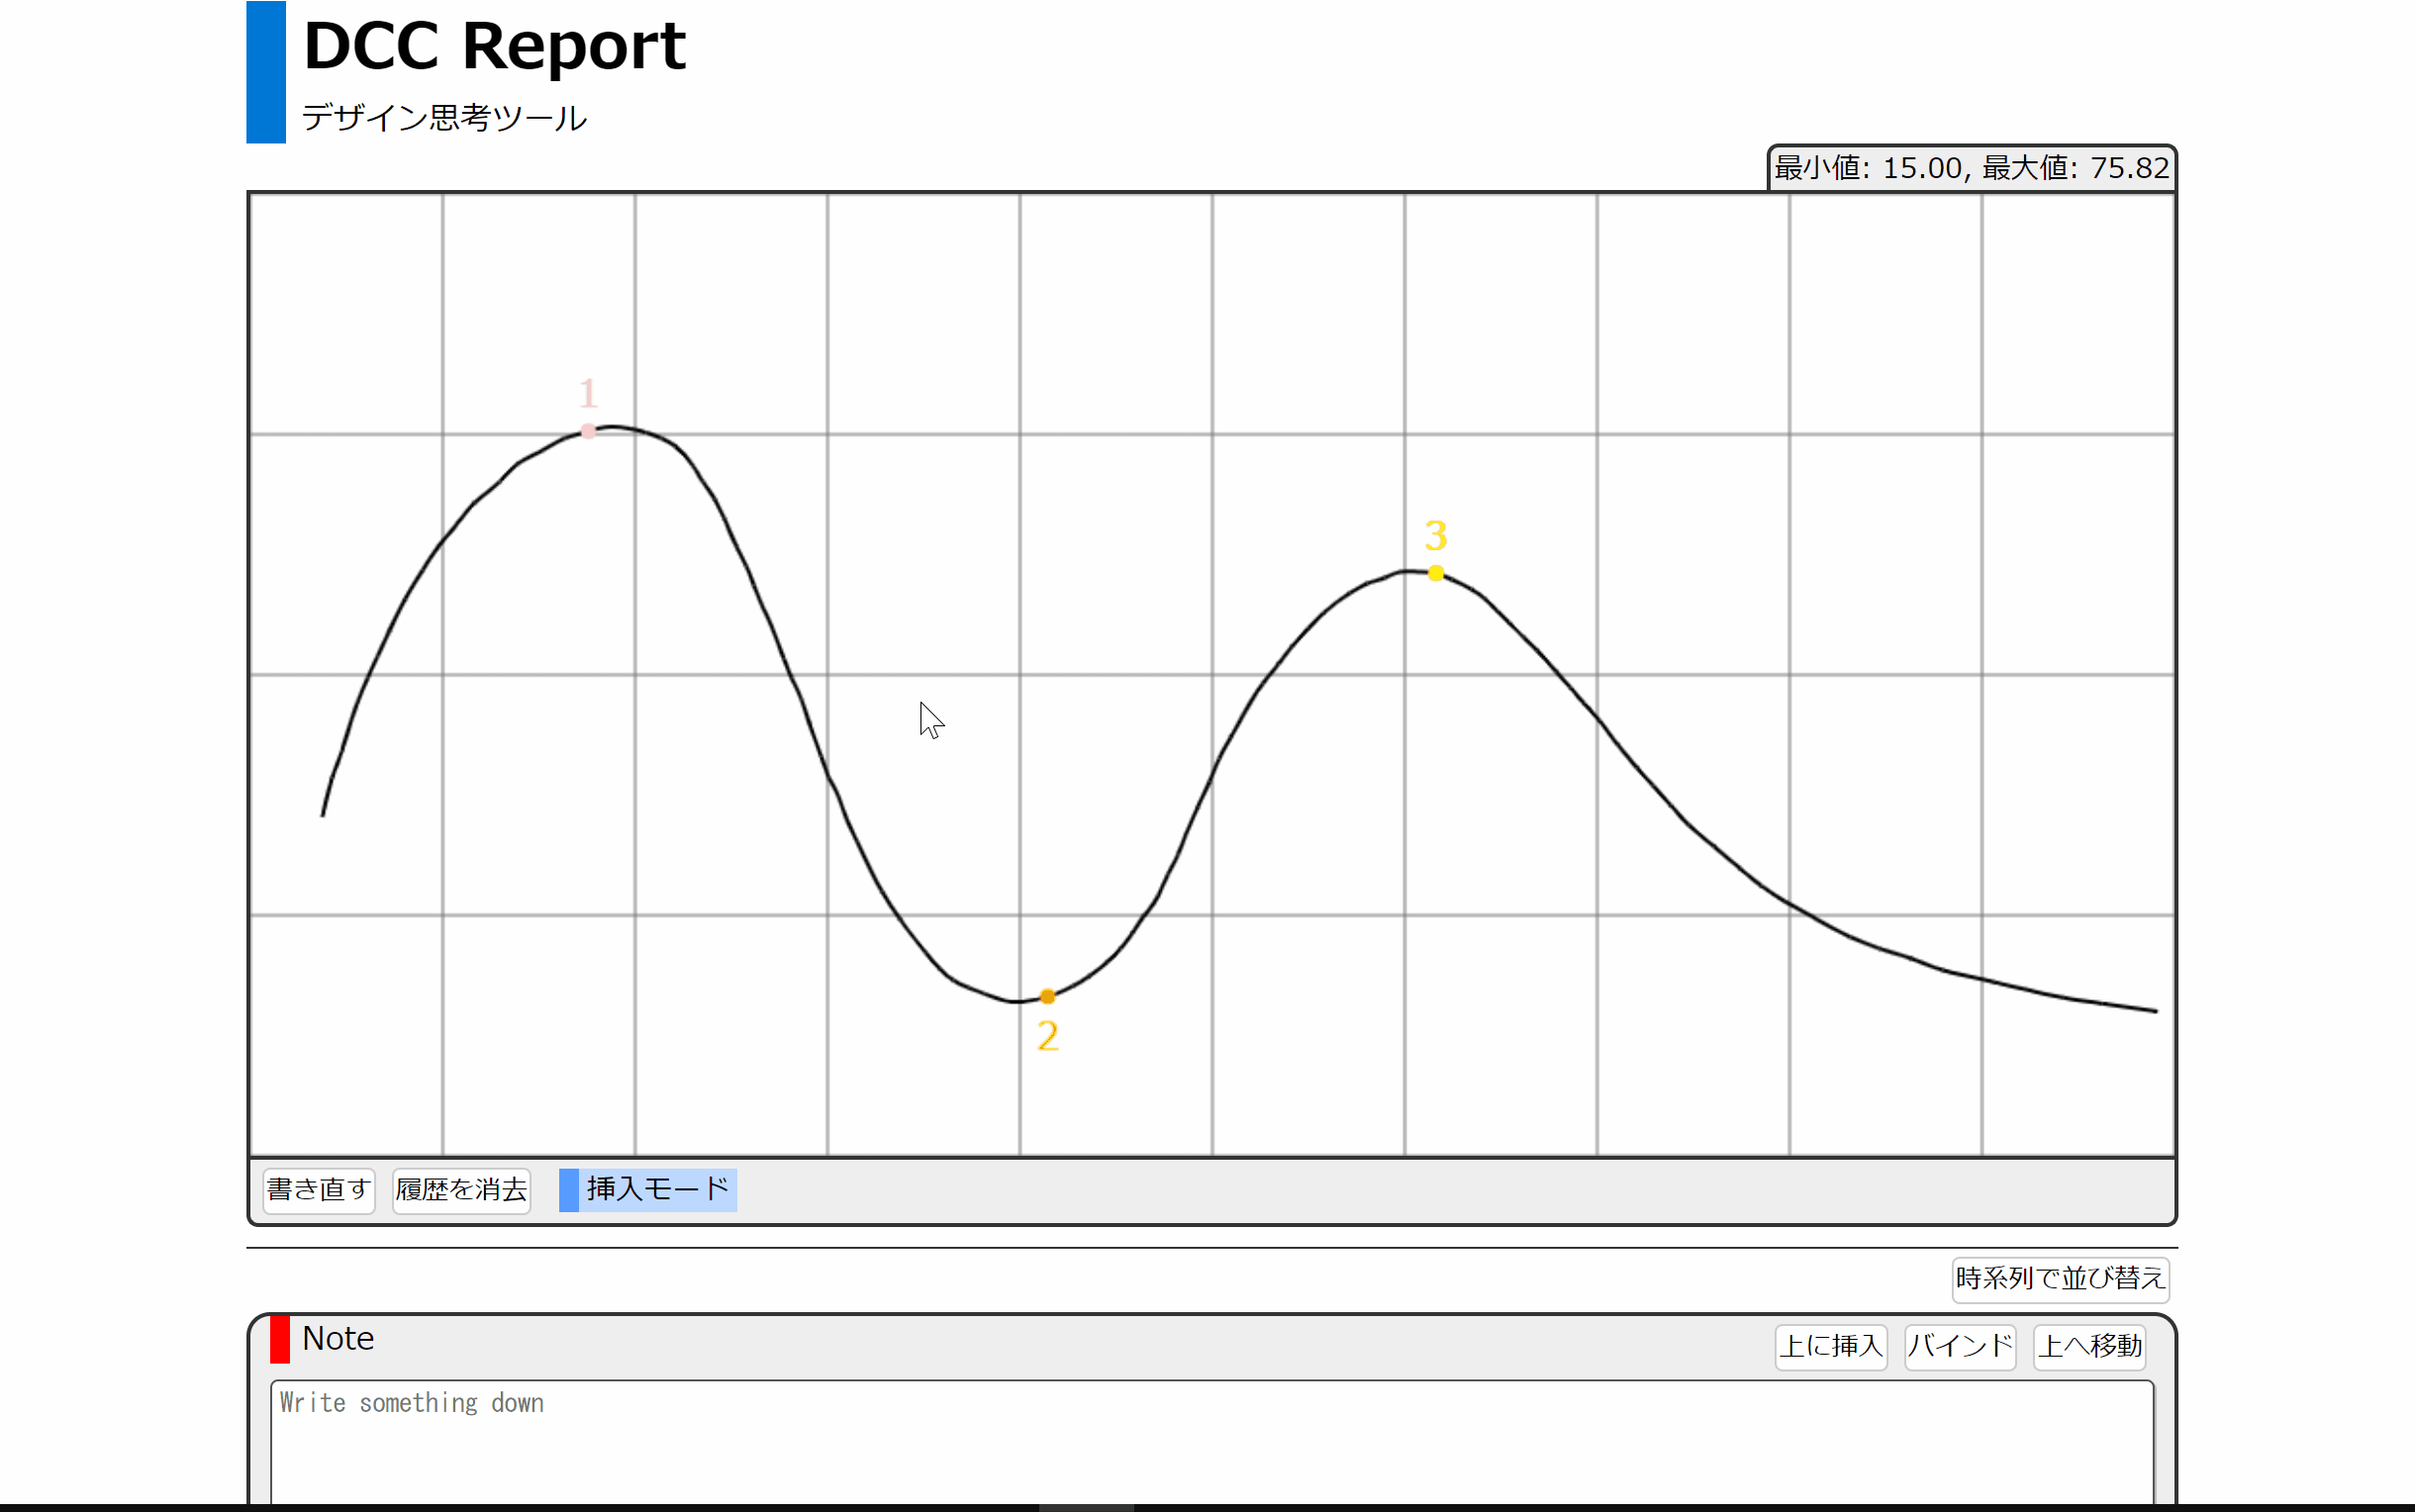 DCC Report
デザイン思考ツール
最小値: 15.00, 最大値: 75.82
1
3
2
書き直す 履歴を消去 挿入モード
時系列で並び替え
Note 上に挿入 バインド 上へ移動
Write something down